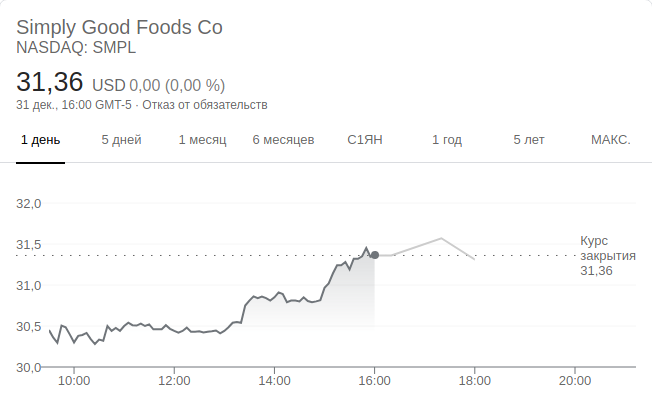 Simply Good Foods Co
NASDAQ: SMPL
31,36 USD 0,00 (0,00 %)
31 дек., 16:00 GMT-5 · Отказ от обязательств
1 день 5 дней 1 месяц 6 месяцев С1ЯН 1 год 5 лет МАКС.
32,0
31,5
31,0
30,5
30,0
Курс
закрытия
31,36
10:00 12:00 14:00 16:00 18:00 20:00